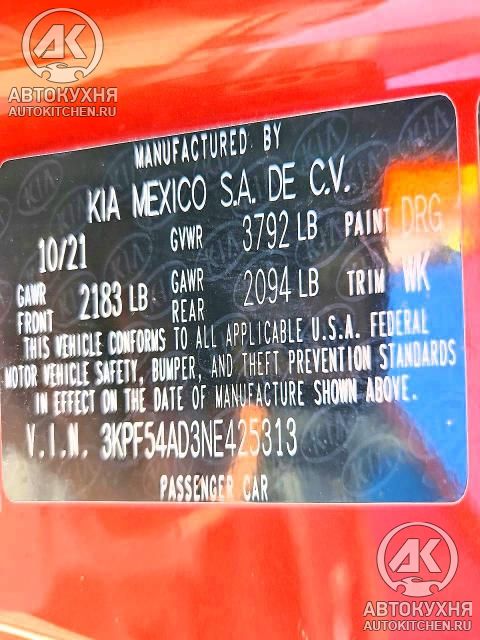 АВТОКУХНЯ
AUTOKITCHEN.RU
MANUFACTURED BY
KIA MEXICO S.A. DE C.V.
10/21 GVWR 3792 LB PAINT DRG
GAWR FRONT 2183 LB GAWR REAR 2094 LB TRIM WK
THIS VEHICLE CONFORMS TO ALL APPLICABLE U.S.A. FEDERAL
MOTOR VEHICLE SAFETY, BUMPER, AND THEFT PREVENTION STANDARDS
IN EFFECT ON THE DATE OF MANUFACTURE SHOWN ABOVE.
V.I.N. 3KPF54AD3NE425313
PASSENGER CAR
АВТОКУХНЯ
AUTOKITCHEN.RU